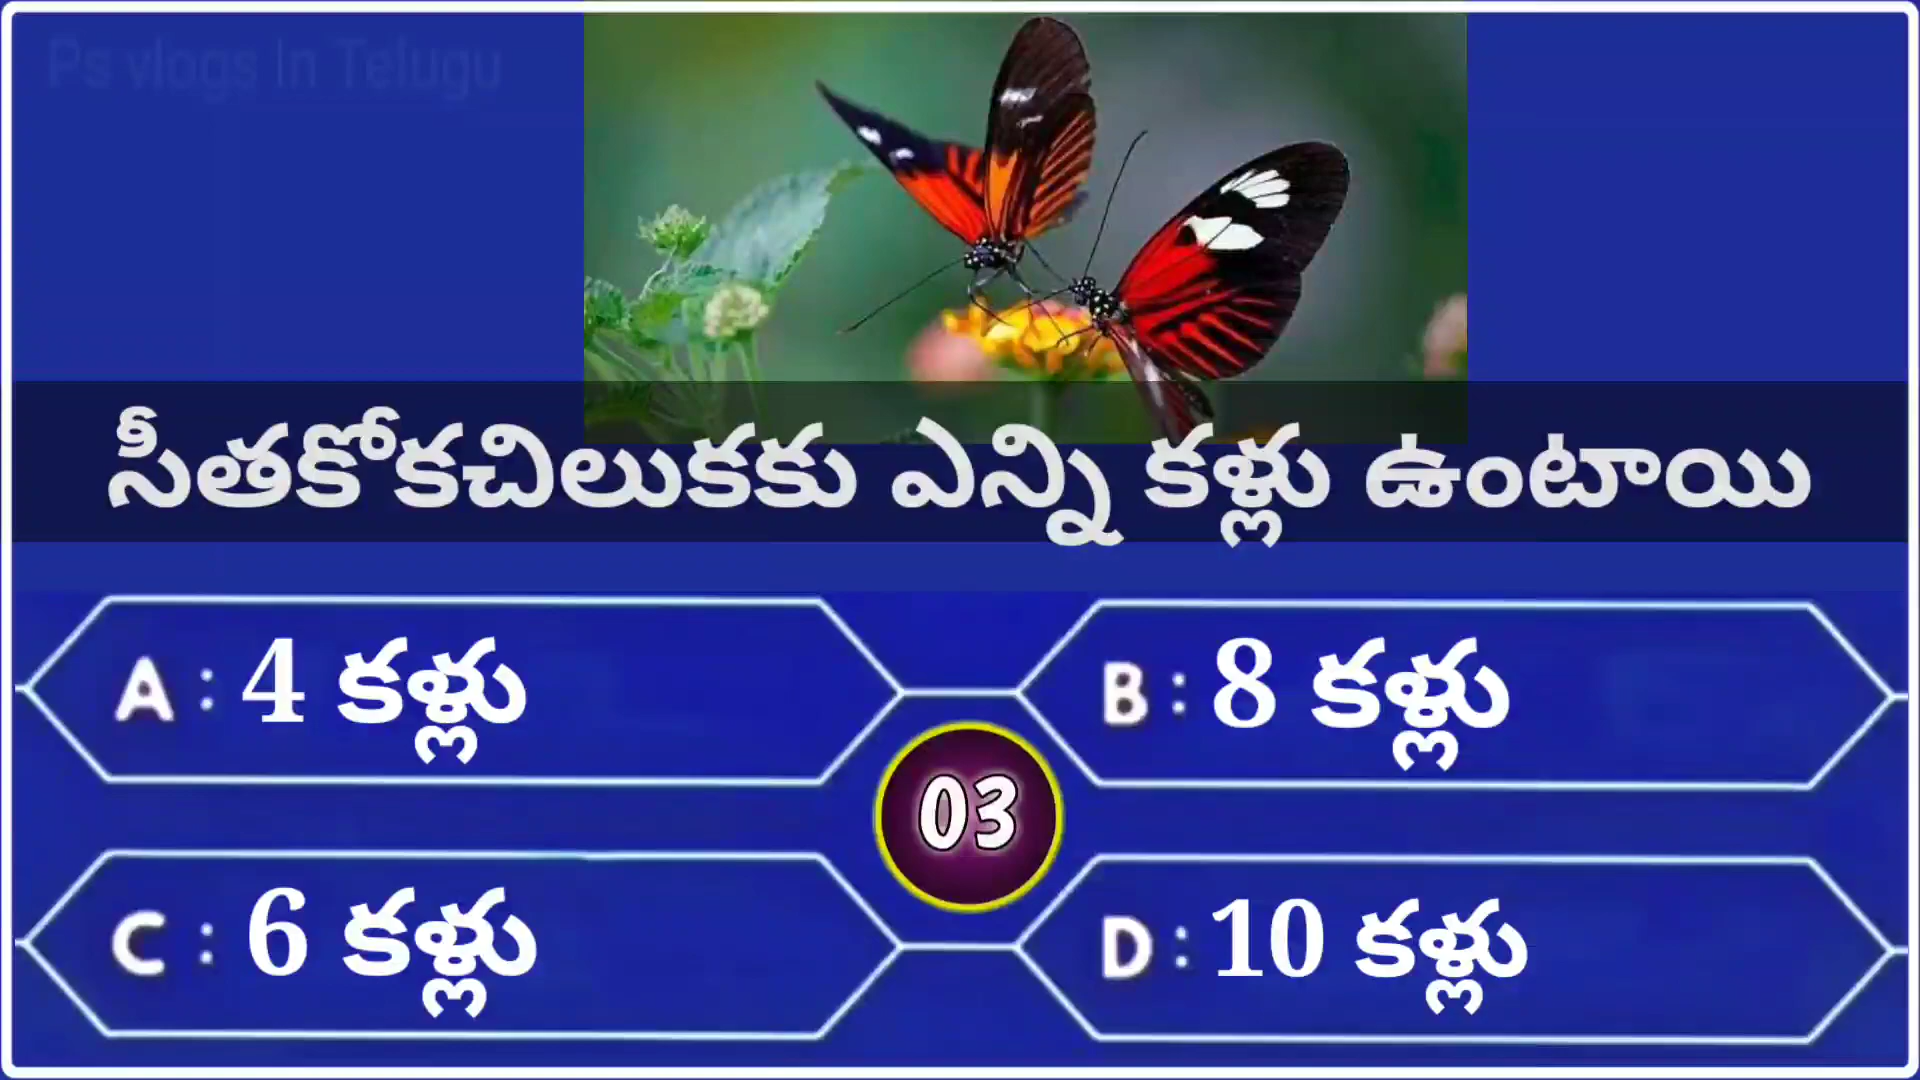 Ps vlogs In Telugu
సీతకోకచిలుకకు ఎన్ని కళ్లు ఉంటాయి
A : 4 కళ్లు
B : 8 కళ్లు
03
C : 6 కళ్లు
D : 10 కళ్లు